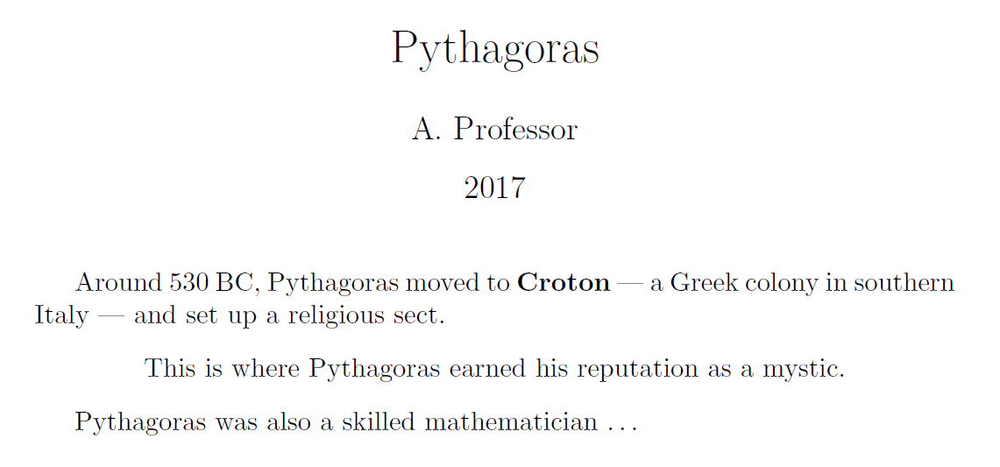 Pythagoras
A. Professor
2017
Around 530 BC, Pythagoras moved to Croton — a Greek colony in southern
Italy — and set up a religious sect.
This is where Pythagoras earned his reputation as a mystic.
Pythagoras was also a skilled mathematician . . .